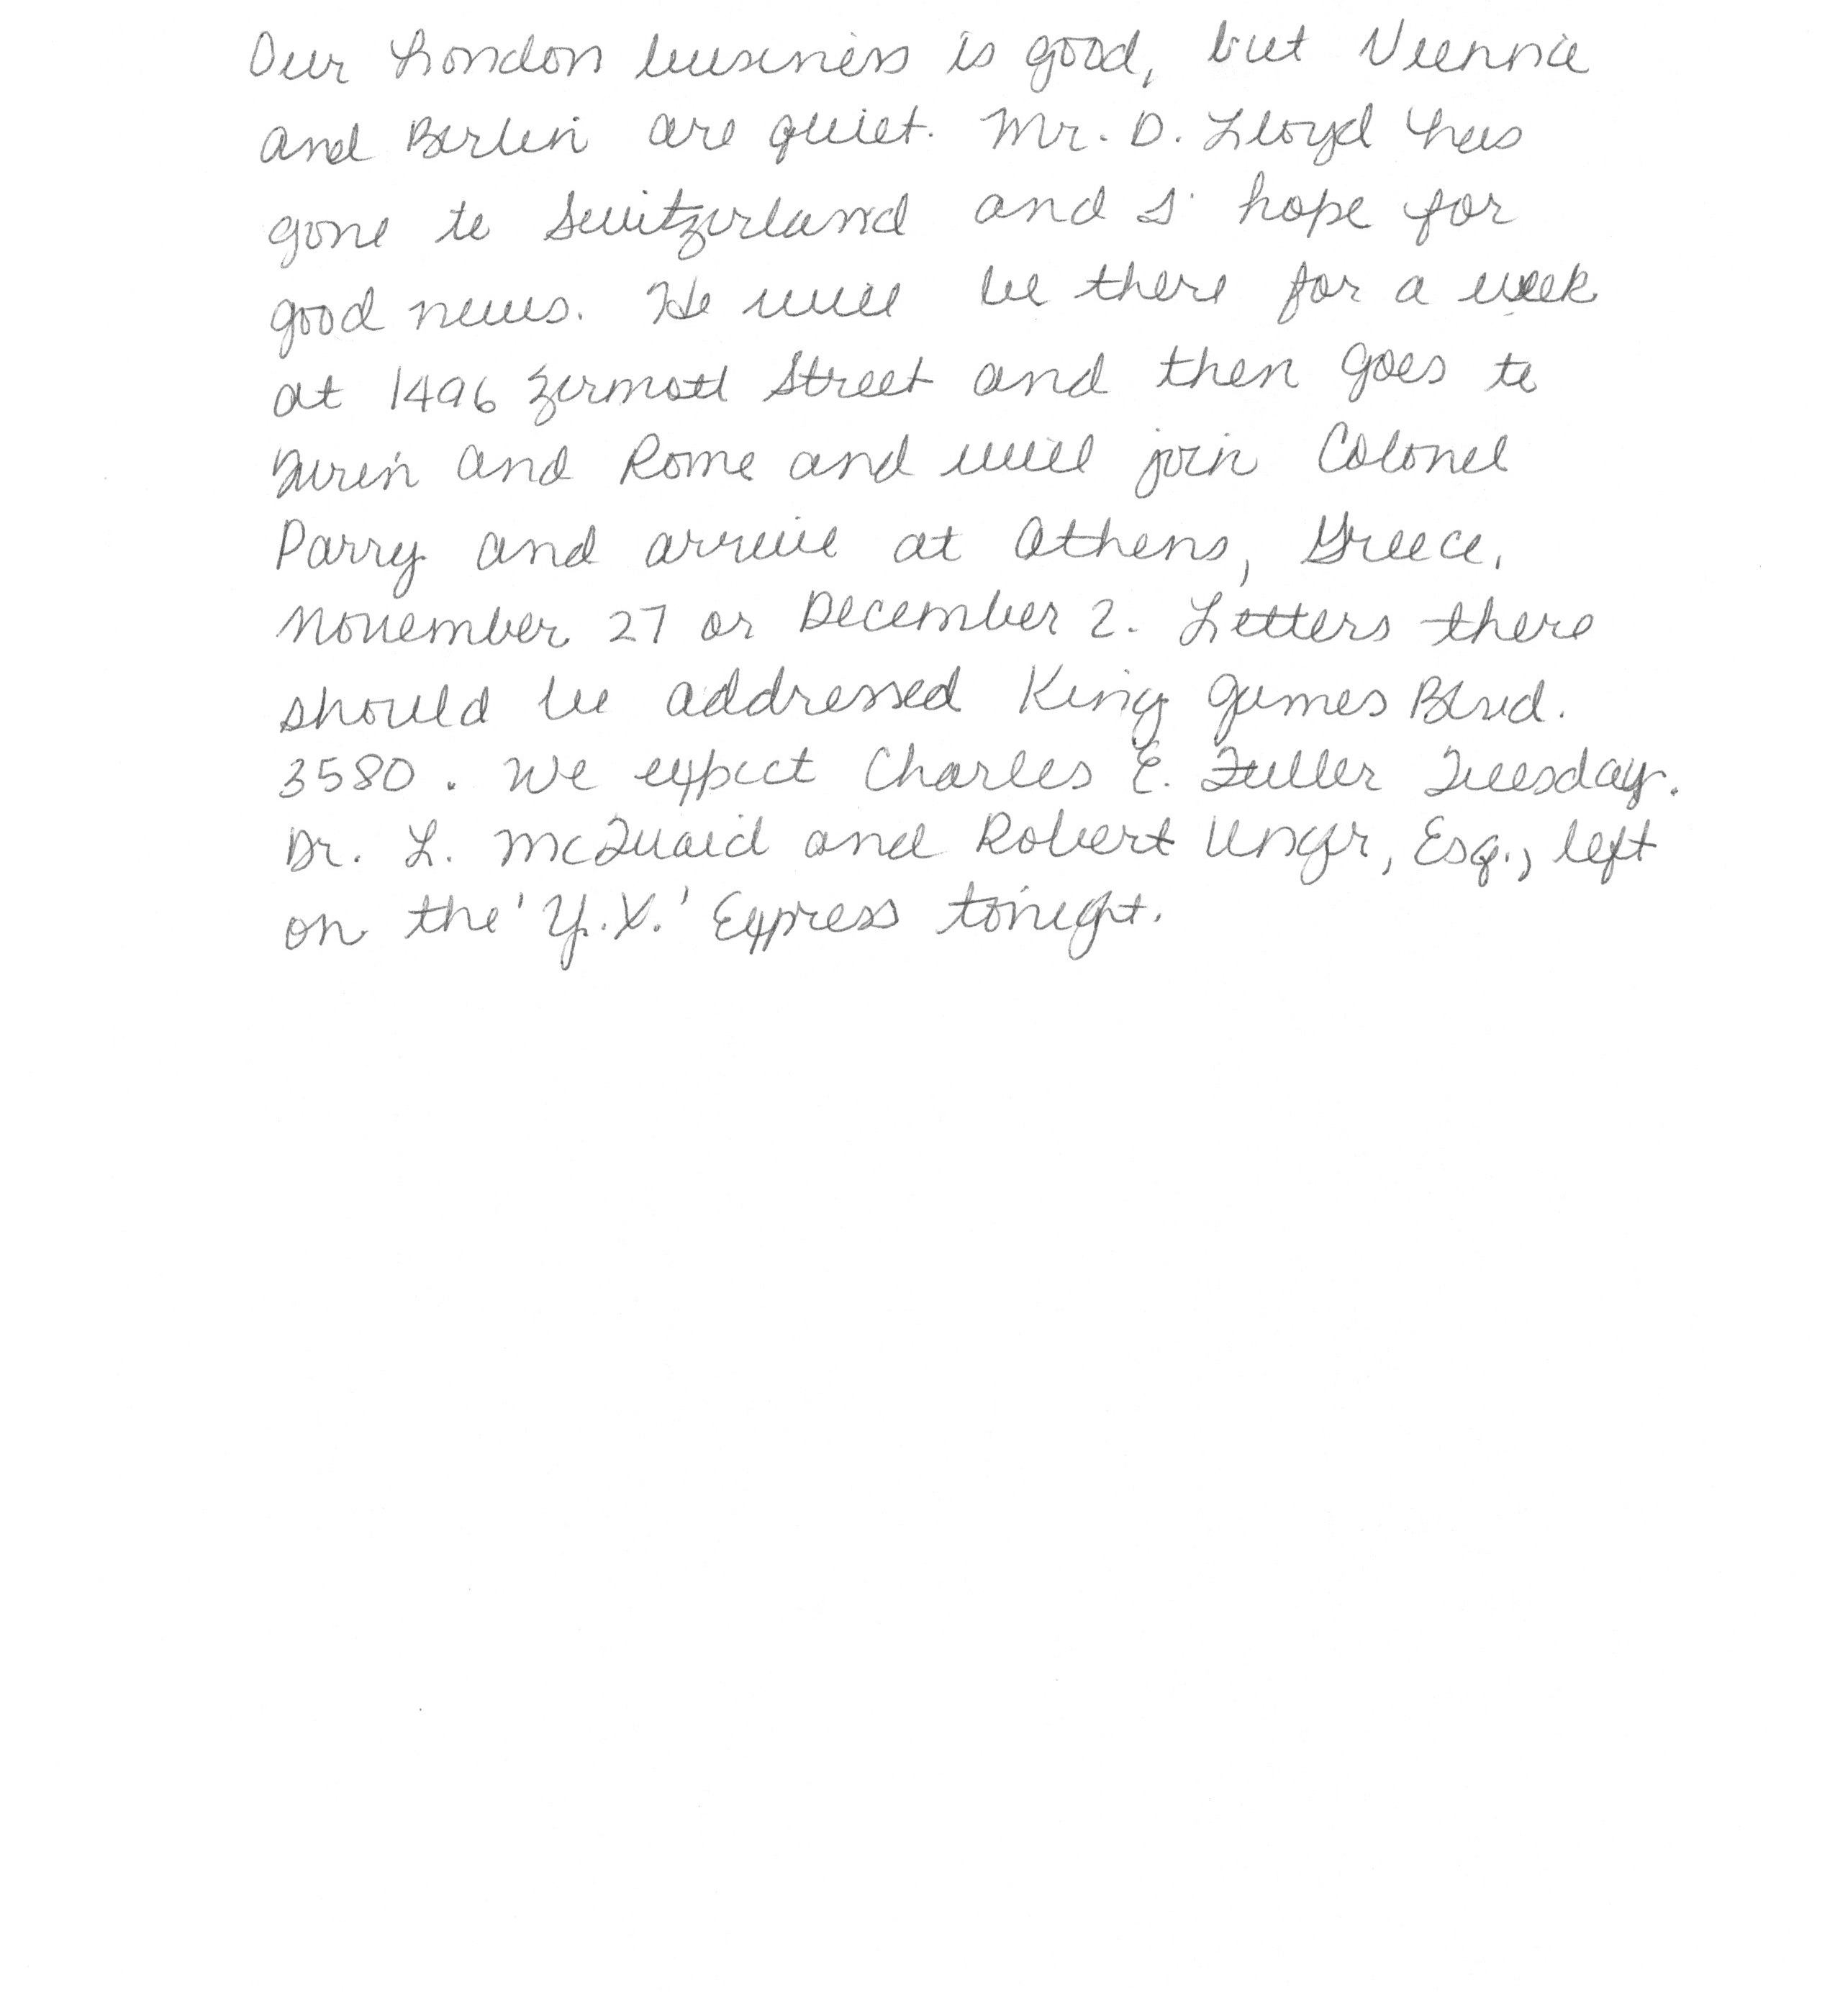 Our London business is good, but Vienna
and Berlin are quiet. Mr. D. Lloyd has
gone to Switzerland and I hope for
good news. He will be there for a week
at 1496 Zermott Street and then goes to
Turin and Rome and will join Colonel
Parry and arrive at Athens, Greece,
November 27 or December 2. Letters there
should be addressed King James Blvd.
3580. We expect Charles E. Fuller Tuesday.
Dr. L. McQuaid and Robert Unger, Esq., left
on the 'Y.X.' Express tonight.